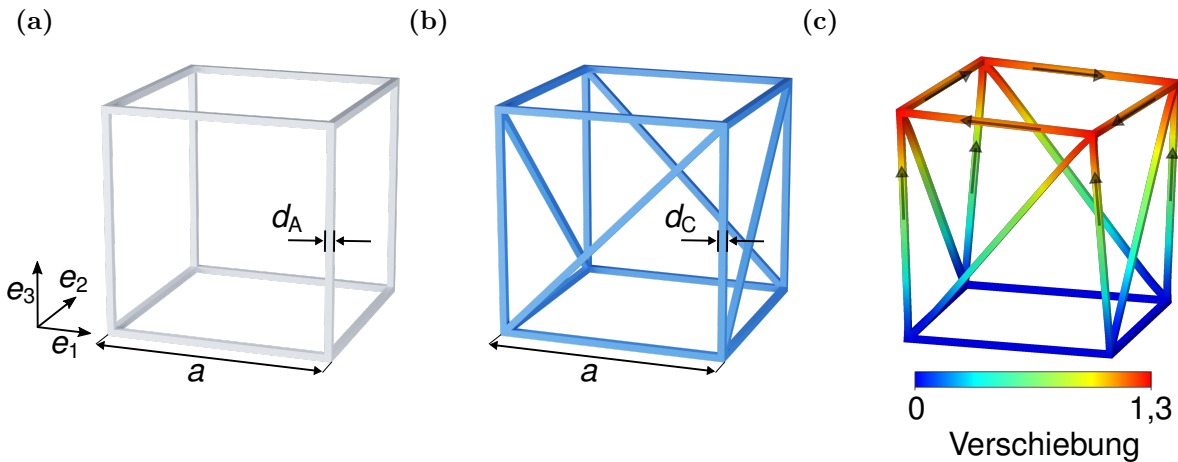 (a)
(b)
(c)
d_A
d_C
e_3
e_2
e_1
a
a
0
1,3
Verschiebung